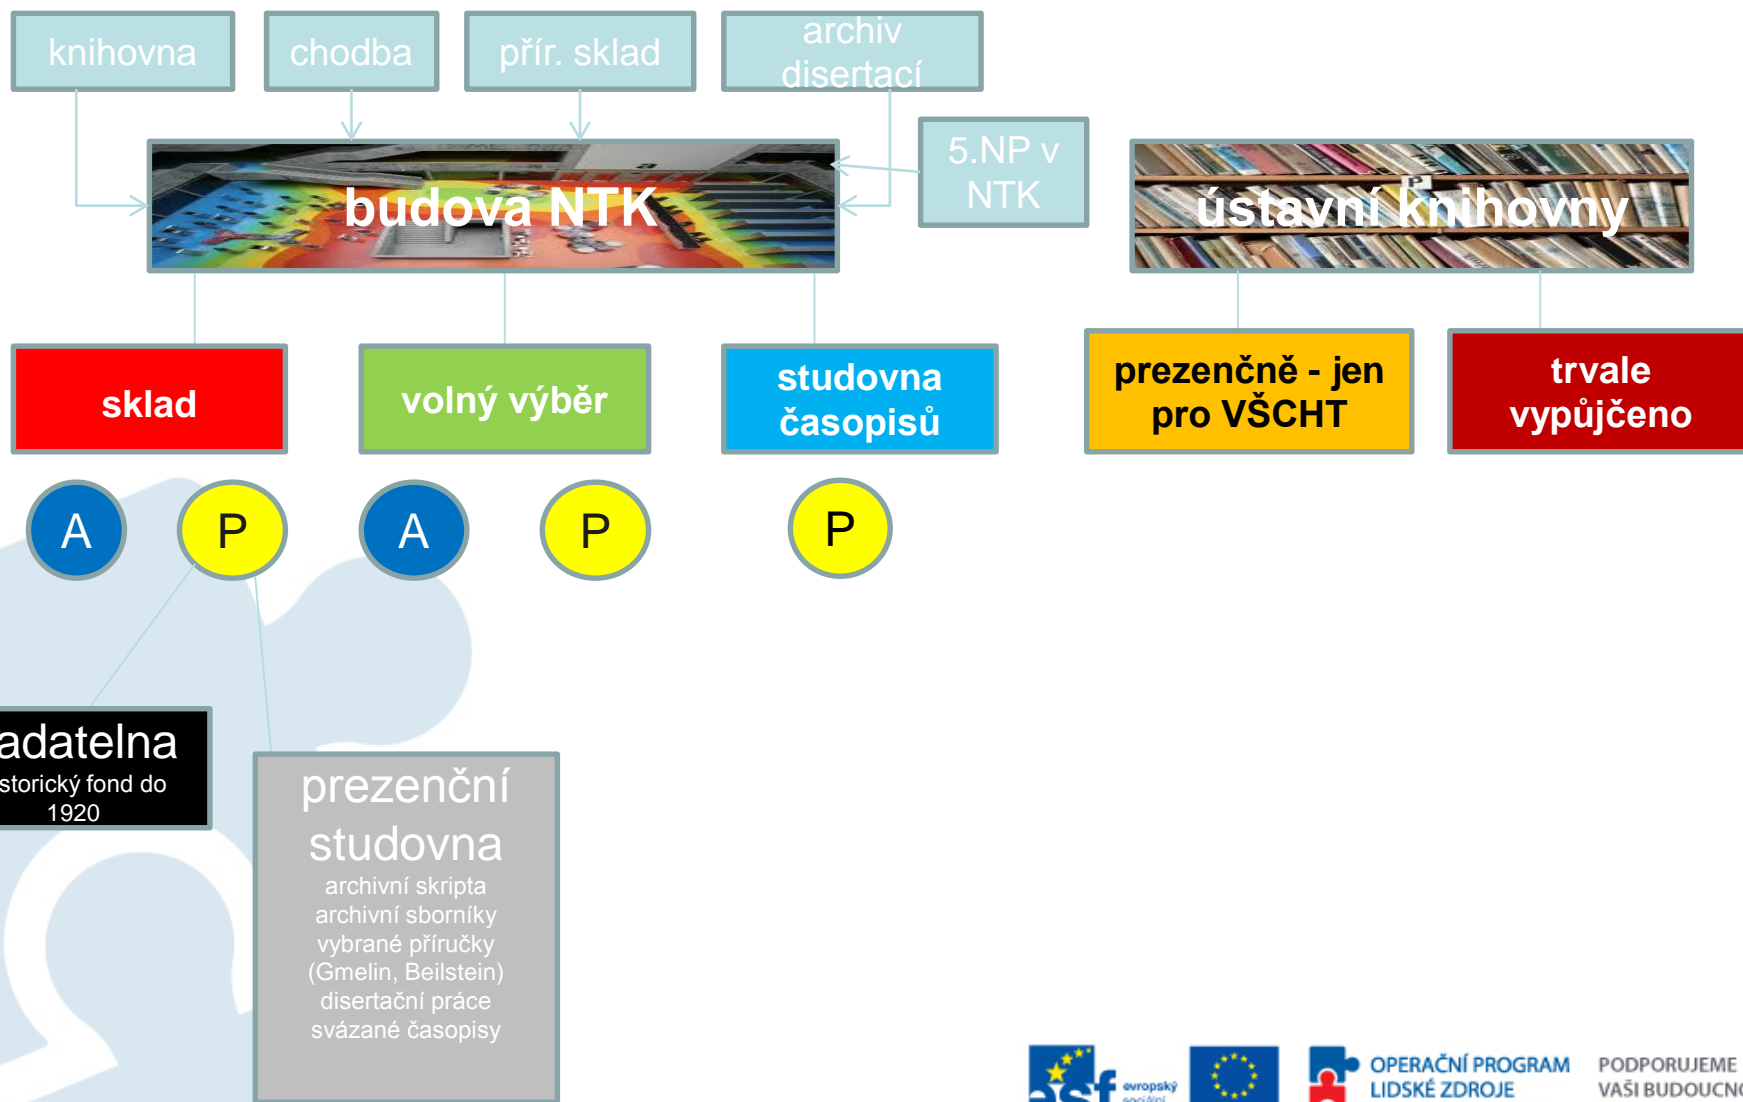 knihovna
chodba
přír. sklad
archiv
disertací
5.NP v
NTK
budova NTK
ústavní knihovny
P
sklad
volný výběr
studovna
časopisů
prezenčně - jen
pro VŠCHT
trvale
vypůjčeno
A
P
A
P
P
adatelna
storický fond do
1920
prezenční
studovna
archivní skripta
archivní sborníky
vybrané příručky
(Gmelin, Beilstein)
disertační práce
svázané časopisy
esf evropský
sociální
OPERAČNÍ PROGRAM
LIDSKÉ ZDROJE
PODPORUJEME
VAŠI BUDOUCNO